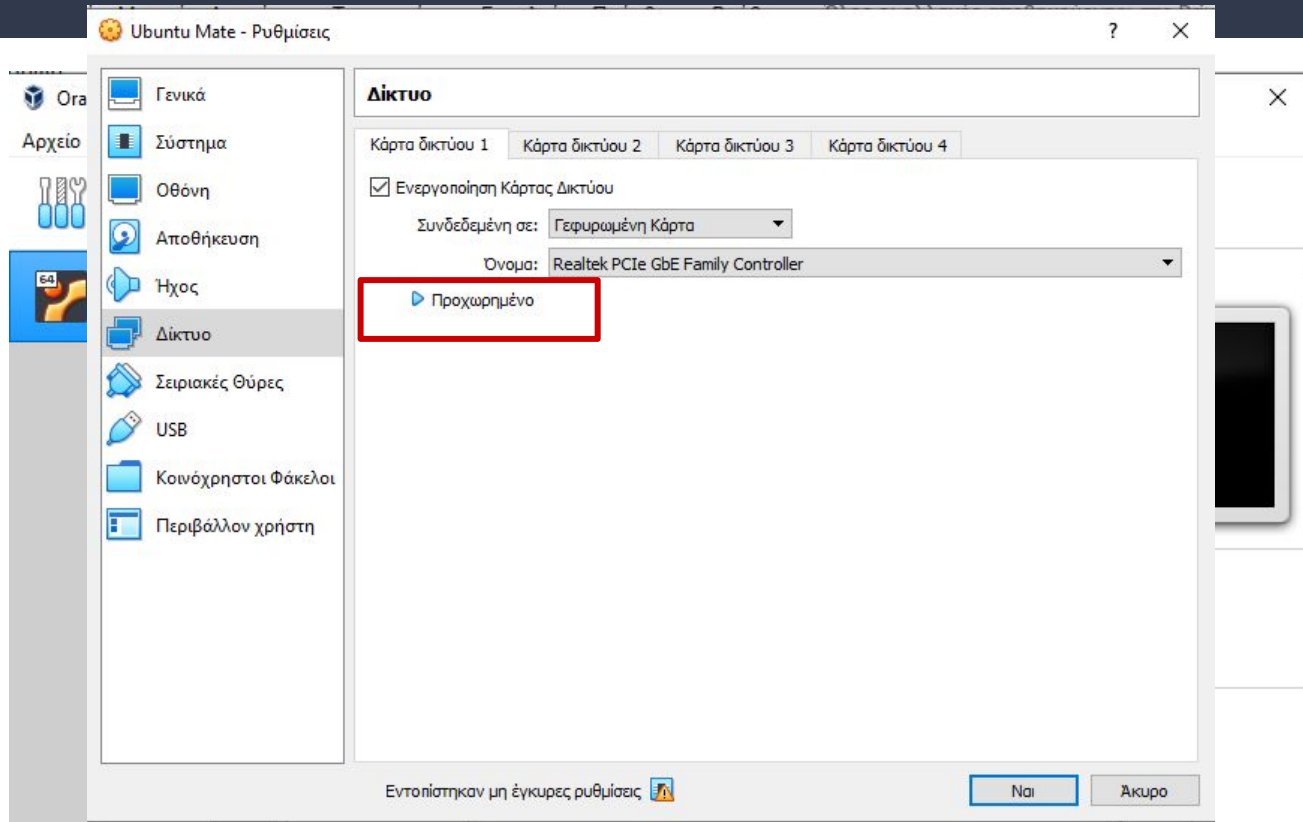 Ubuntu Mate - Ρυθμίσεις ?
Ora
Αρχείο
64
Γενικά
Σύστημα
Οθόνη
Αποθήκευση
Ήχος
Δίκτυο
Σειριακές Θύρες
USB
Κοινόχρηστοι Φάκελοι
Περιβάλλον χρήστη
Δίκτυο
Κάρτα δικτύου 1 Κάρτα δικτύου 2 Κάρτα δικτύου 3 Κάρτα δικτύου 4
Ενεργοποίηση Κάρτας Δικτύου
Συνδεδεμένη σε: Γεφυρωμένη Κάρτα
Όνομα: Realtek PCIe GbE Family Controller
Προχωρημένο
Εντοπίστηκαν μη έγκυρες ρυθμίσεις
Ναι Άκυρο